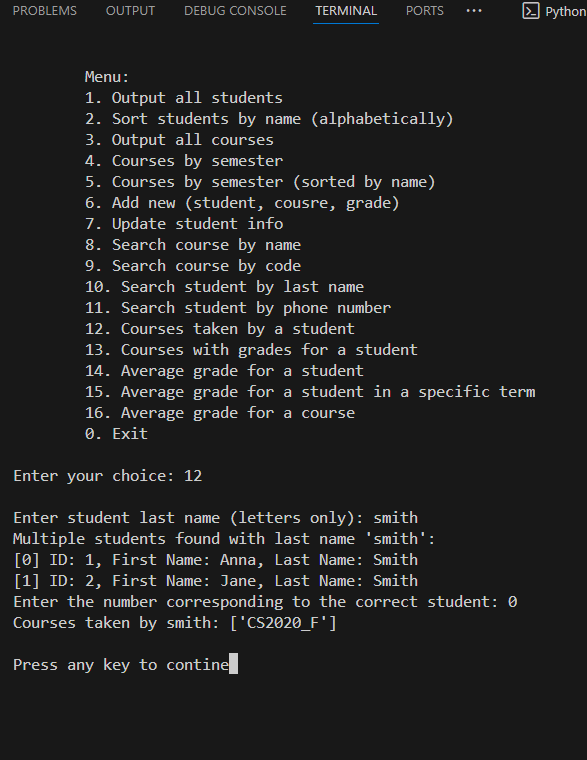 PROBLEMS OUTPUT DEBUG CONSOLE TERMINAL PORTS ··· Python
Menu:
1. Output all students
2. Sort students by name (alphabetically)
3. Output all courses
4. Courses by semester
5. Courses by semester (sorted by name)
6. Add new (student, cousre, grade)
7. Update student info
8. Search course by name
9. Search course by code
10. Search student by last name
11. Search student by phone number
12. Courses taken by a student
13. Courses with grades for a student
14. Average grade for a student
15. Average grade for a student in a specific term
16. Average grade for a course
0. Exit
Enter your choice: 12
Enter student last name (letters only): smith
Multiple students found with last name 'smith':
[0] ID: 1, First Name: Anna, Last Name: Smith
[1] ID: 2, First Name: Jane, Last Name: Smith
Enter the number corresponding to the correct student: 0
Courses taken by smith: ['CS2020_F']
Press any key to contine